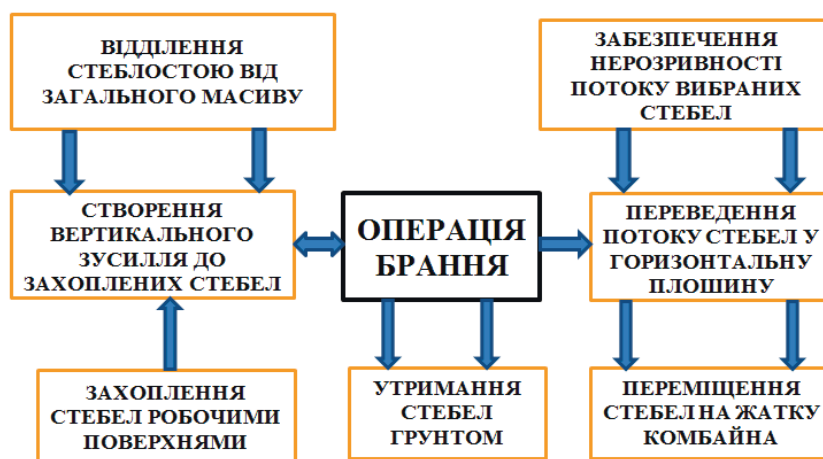 ВІДДІЛЕННЯ
СТЕБЛОСТОЮ ВІД
ЗАГАЛЬНОГО МАСИВУ
ЗАБЕЗПЕЧЕННЯ
НЕРОЗРИВНОСТІ
ПОТОКУ ВИБРАНИХ
СТЕБЕЛ
СТВОРЕННЯ
ВЕРТИКАЛЬНОГО
ЗУСИЛЛЯ ДО
ЗАХОПЛЕНИХ СТЕБЕЛ
ОПЕРАЦІЯ
БРАННЯ
ПЕРЕВЕДЕННЯ
ПОТОКУ СТЕБЕЛ У
ГОРИЗОНТАЛЬНУ
ПЛОШИНУ
ЗАХОПЛЕННЯ
СТЕБЕЛ РОБОЧИМИ
ПОВЕРХНЯМИ
УТРИМАННЯ
СТЕБЕЛ
ГРУНТОМ
ПЕРЕМІЩЕННЯ
СТЕБЕЛ НА ЖАТКУ
КОМБАЙНА